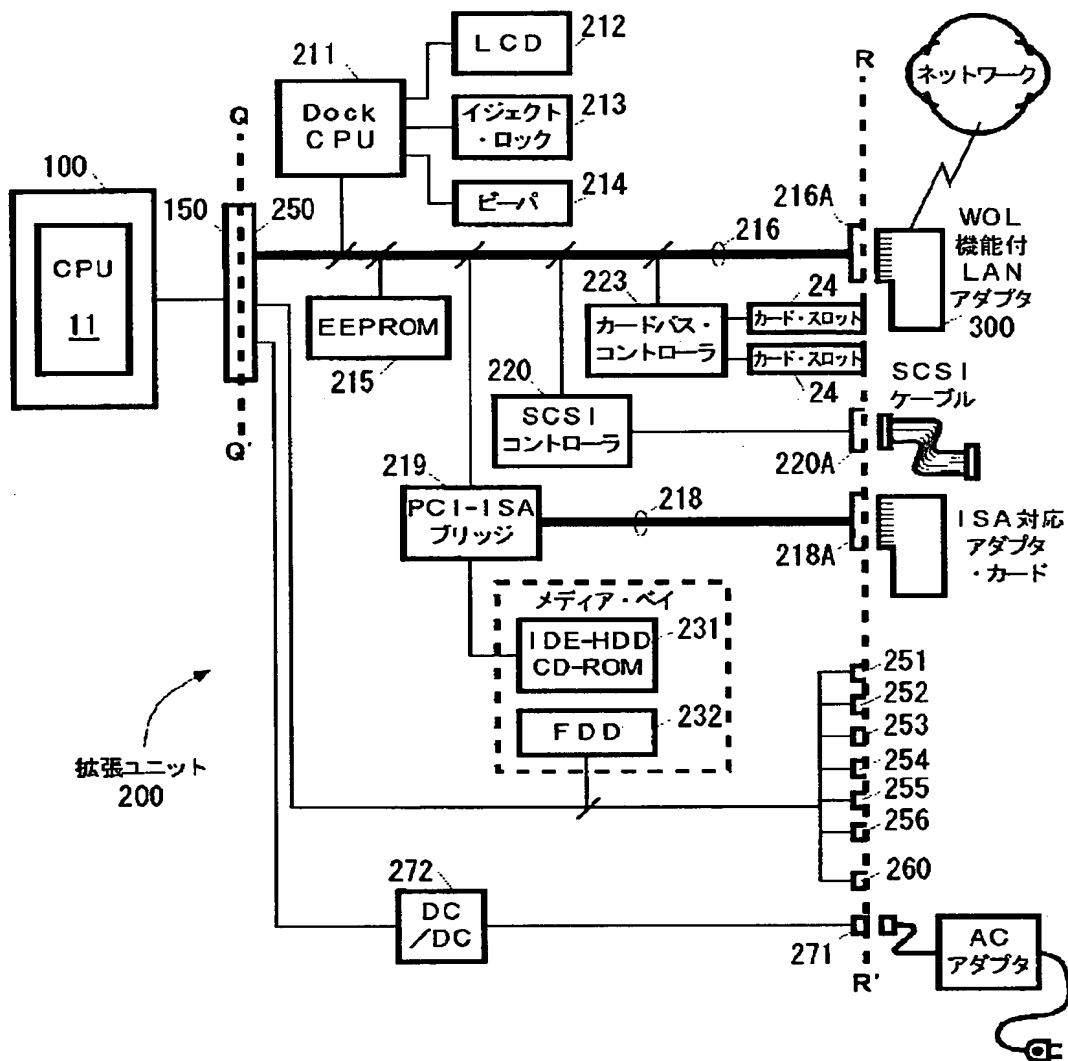 LCD
212
211
Dock
CPU
イジェクト
・ロック
213
ビーパ
214
R
ネットワーク
Q
100
150
250
CPU
11
216A
216
WOL
機能付
LAN
アダプタ
300
EEPROM
215
223
カードバス・
コントローラ
24
カード・スロット
カード・スロット
24
220
SCSI
コントローラ
SCSI
ケーブル
220A
Q'
219
PCI-ISA
ブリッジ
218
218A
ISA対応
アダプタ
・カード
メディア・ベイ
IDE-HDD
CD-ROM
231
FDD
232
251
252
253
254
255
256
260
拡張ユニット
200
272
DC
/DC
271
R'
AC
アダプタ